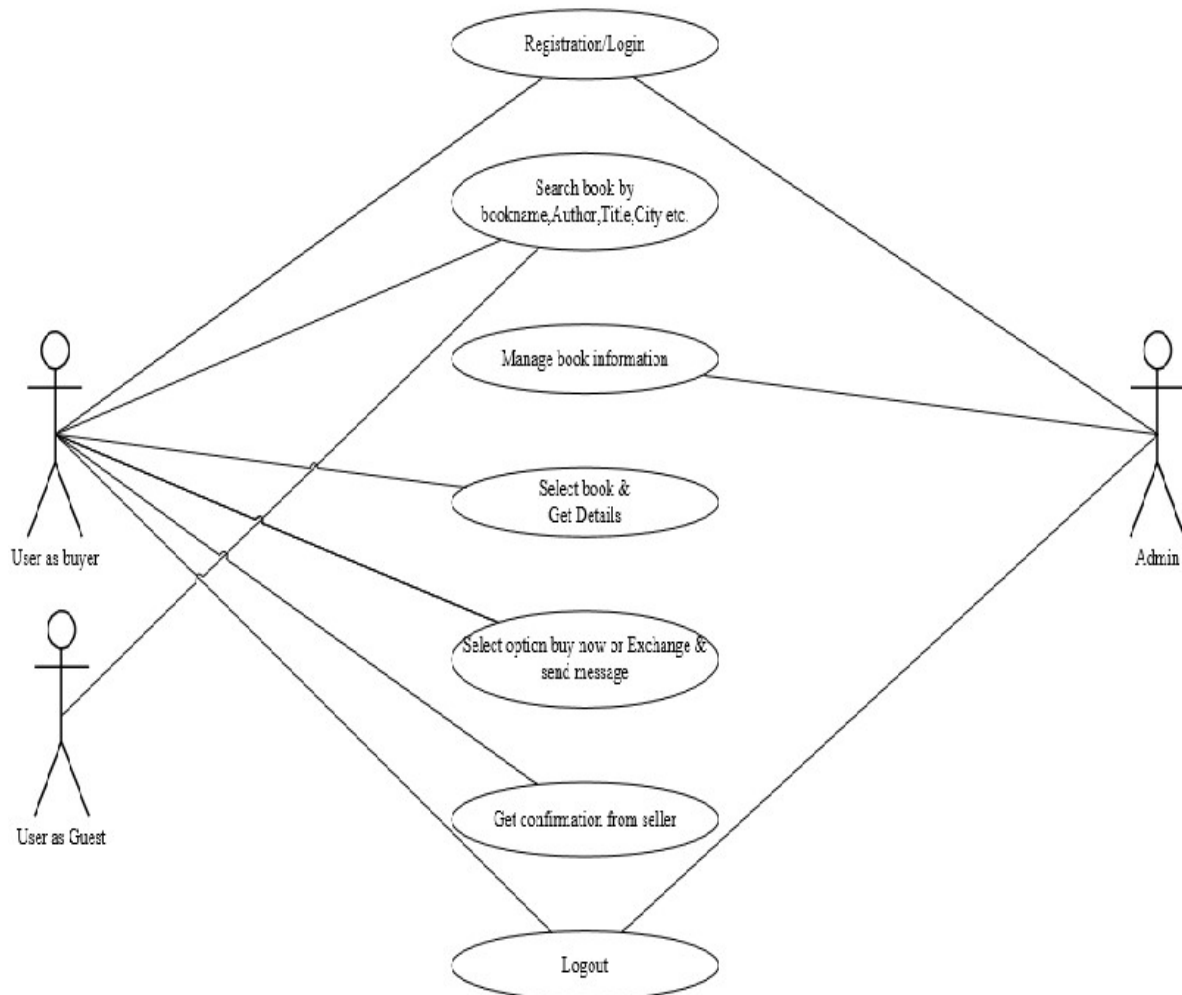 Registration/Login
Search book by
bookname,Author,Title,City etc.
Manage book information
Select book &
Get Details
User as buyer
Admin
Select option buy now or Exchange &
send message
Get confirmation from seller
User as Guest
Logout